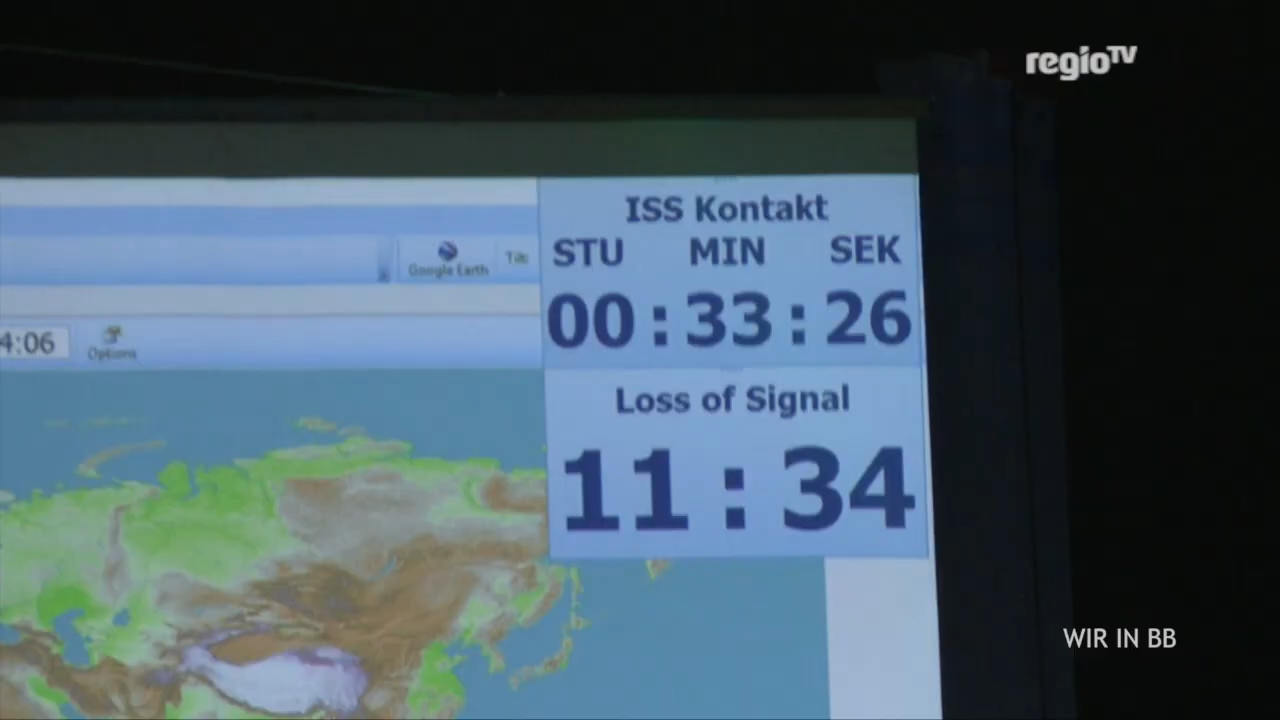 regioTV
ISS Kontakt
STU MIN SEK
00:33:26
Google Earth
Tilt
4:06
Options
Loss of Signal
11:34
WIR IN BB